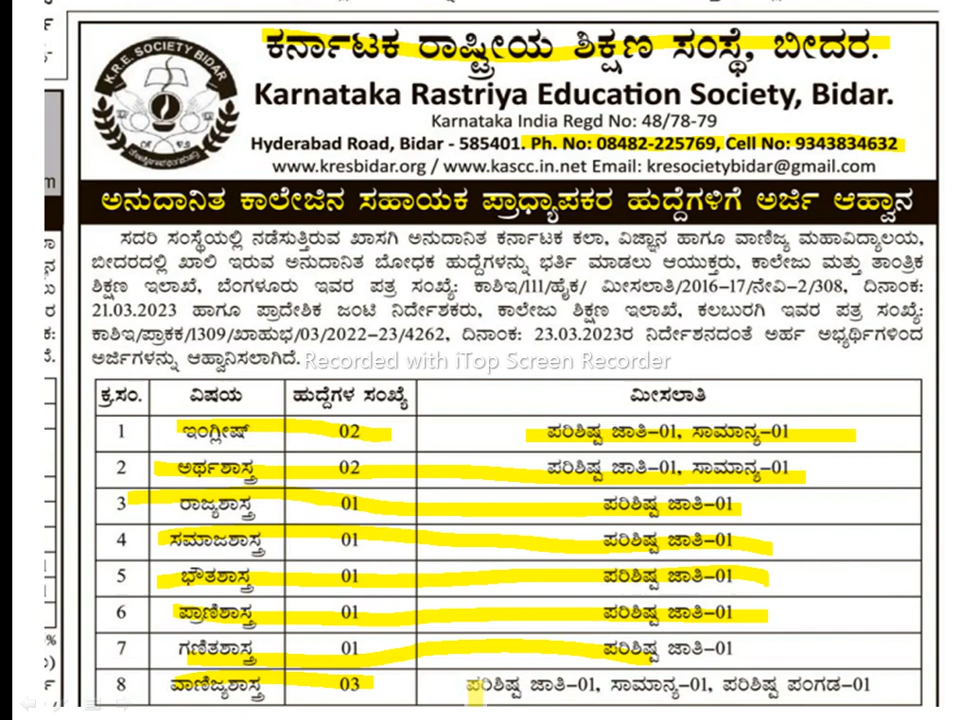 K.R.E. SOCIETY BIDAR
ಕರ್ನಾಟಕ ರಾಷ್ಟ್ರೀಯ ಶಿಕ್ಷಣ ಸಂಸ್ಥೆ, ಬೀದರ.
Karnataka Rastriya Education Society, Bidar.
Karnataka India Regd No: 48/78-79
Hyderabad Road, Bidar - 585401. Ph. No: 08482-225769, Cell No: 9343834632
www.kresbidar.org / www.kascc.in.net Email: kresocietybidar@gmail.com
ಅನುದಾನಿತ ಕಾಲೇಜಿನ ಸಹಾಯಕ ಪ್ರಾಧ್ಯಾಪಕರ ಹುದ್ದೆಗಳಿಗೆ ಅರ್ಜಿ ಆಹ್ವಾನ
ಸದರಿ ಸಂಸ್ಥೆಯಲ್ಲಿ ನಡೆಸುತ್ತಿರುವ ಖಾಸಗಿ ಅನುದಾನಿತ ಕರ್ನಾಟಕ ಕಲಾ, ವಿಜ್ಞಾನ ಹಾಗೂ ವಾಣಿಜ್ಯ ಮಹಾವಿದ್ಯಾಲಯ,
ಬೀದರದಲ್ಲಿ ಖಾಲಿ ಇರುವ ಅನುದಾನಿತ ಬೋಧಕ ಹುದ್ದೆಗಳನ್ನು ಭರ್ತಿ ಮಾಡಲು ಆಯುಕ್ತರು, ಕಾಲೇಜು ಮತ್ತು ತಾಂತ್ರಿಕ
ಶಿಕ್ಷಣ ಇಲಾಖೆ, ಬೆಂಗಳೂರು ಇವರ ಪತ್ರ ಸಂಖ್ಯೆ: ಕಾಶಿಇ/111/ಹೈಕ/ ಮೀಸಲಾತಿ/2016-17/ನೇವಿ-2/308, ದಿನಾಂಕ:
21.03.2023 ಹಾಗೂ ಪ್ರಾದೇಶಿಕ ಜಂಟಿ ನಿರ್ದೇಶಕರು, ಕಾಲೇಜು ಶಿಕ್ಷಣ ಇಲಾಖೆ, ಕಲಬುರಗಿ ಇವರ ಪತ್ರ ಸಂಖ್ಯೆ:
ಕಾಶಿಇ/ಪ್ರಾಕಕ/1309/ಖಾಹುಭ/03/2022-23/4262, ದಿನಾಂಕ: 23.03.2023ರ ನಿರ್ದೇಶನದಂತೆ ಅರ್ಹ ಅಭ್ಯರ್ಥಿಗಳಿಂದ
ಅರ್ಜಿಗಳನ್ನು ಆಹ್ವಾನಿಸಲಾಗಿದೆ. Recorded with iTop Screen Recorder
ಕ್ರ.ಸಂ. ವಿಷಯ ಹುದ್ದೆಗಳ ಸಂಖ್ಯೆ ಮೀಸಲಾತಿ
1 ಇಂಗ್ಲೀಷ್ 02 ಪರಿಶಿಷ್ಟ ಜಾತಿ-01, ಸಾಮಾನ್ಯ-01
2 ಅರ್ಥಶಾಸ್ತ್ರ 02 ಪರಿಶಿಷ್ಟ ಜಾತಿ-01, ಸಾಮಾನ್ಯ-01
3 ರಾಜ್ಯಶಾಸ್ತ್ರ 01 ಪರಿಶಿಷ್ಟ ಜಾತಿ-01
4 ಸಮಾಜಶಾಸ್ತ್ರ 01 ಪರಿಶಿಷ್ಟ ಜಾತಿ-01
5 ಭೌತಶಾಸ್ತ್ರ 01 ಪರಿಶಿಷ್ಟ ಜಾತಿ-01
6 ಪ್ರಾಣಿಶಾಸ್ತ್ರ 01 ಪರಿಶಿಷ್ಟ ಜಾತಿ-01
7 ಗಣಿತಶಾಸ್ತ್ರ 01 ಪರಿಶಿಷ್ಟ ಜಾತಿ-01
8 ವಾಣಿಜ್ಯಶಾಸ್ತ್ರ 03 ಪರಿಶಿಷ್ಟ ಜಾತಿ-01, ಸಾಮಾನ್ಯ-01, ಪರಿಶಿಷ್ಟ ಪಂಗಡ-01